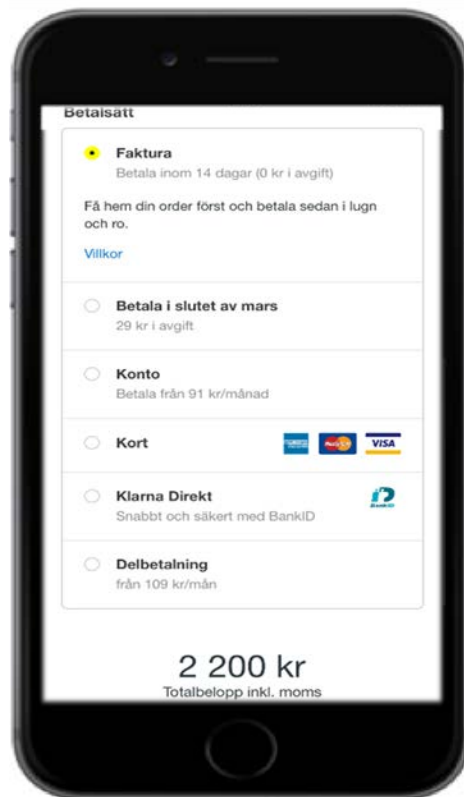 Betalsätt
Faktura
Betala inom 14 dagar (0 kr i avgift)
Få hem din order först och betala sedan i lugn
och ro.
Villkor
Betala i slutet av mars
29 kr i avgift
Konto
Betala från 91 kr/månad
Kort
VISA
Klarna Direkt
BankID
Snabbt och säkert med BankID
Delbetalning
från 109 kr/mån
2 200 kr
Totalbelopp inkl. moms